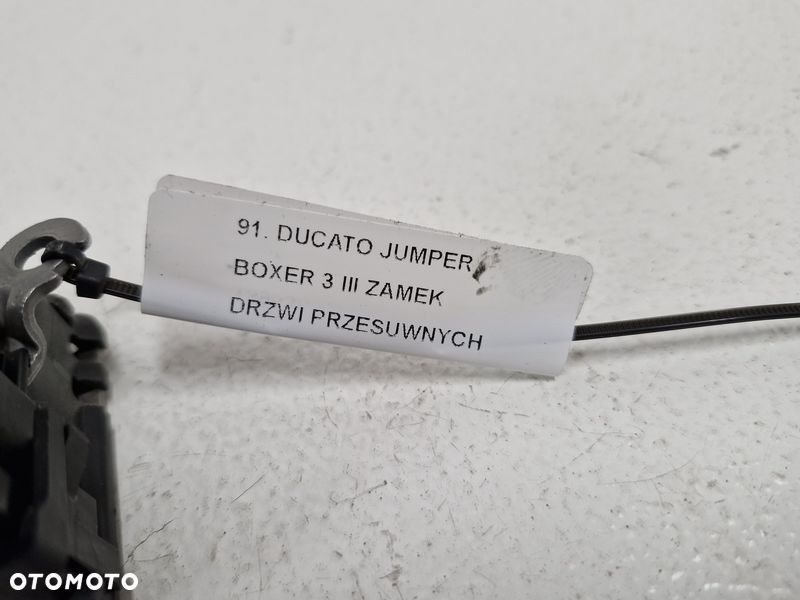 91. DUCATO JUMPER
BOXER 3 III ZAMEK
DRZWI PRZESUWNYCH
OTOMOTO